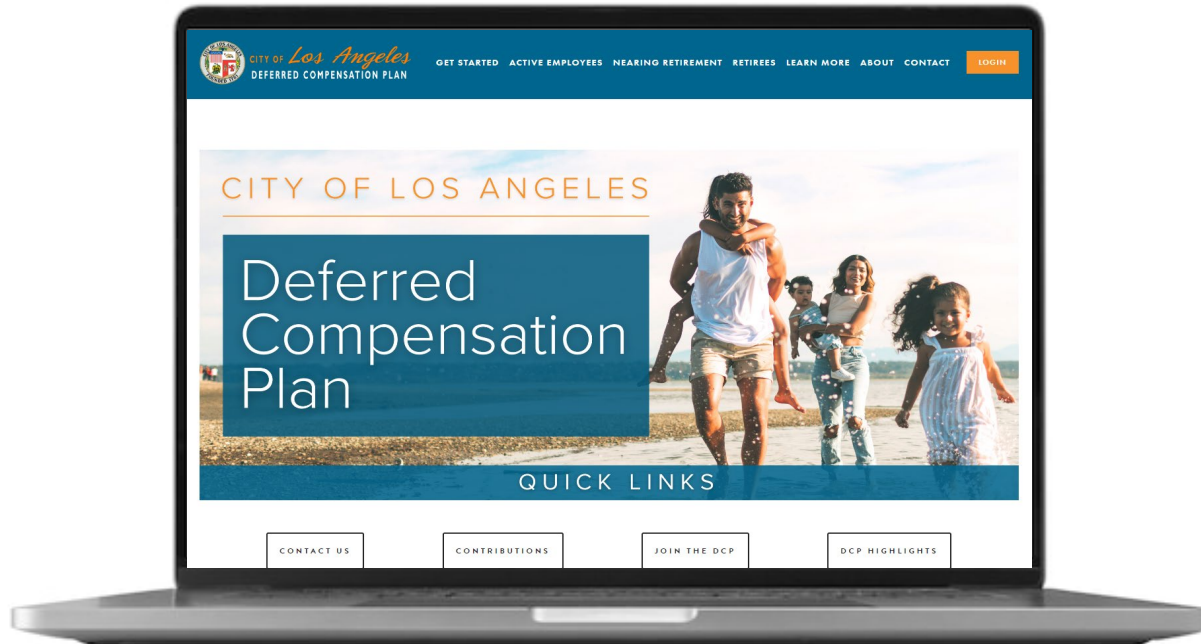 CITY OF Los Angeles
DEFERRED COMPENSATION PLAN
GET STARTED ACTIVE EMPLOYEES NEARING RETIREMENT RETIREES LEARN MORE ABOUT CONTACT LOGIN
CITY OF LOS ANGELES
Deferred
Compensation
Plan
QUICK LINKS
CONTACT US CONTRIBUTIONS JOIN THE DCP DCP HIGHLIGHTS